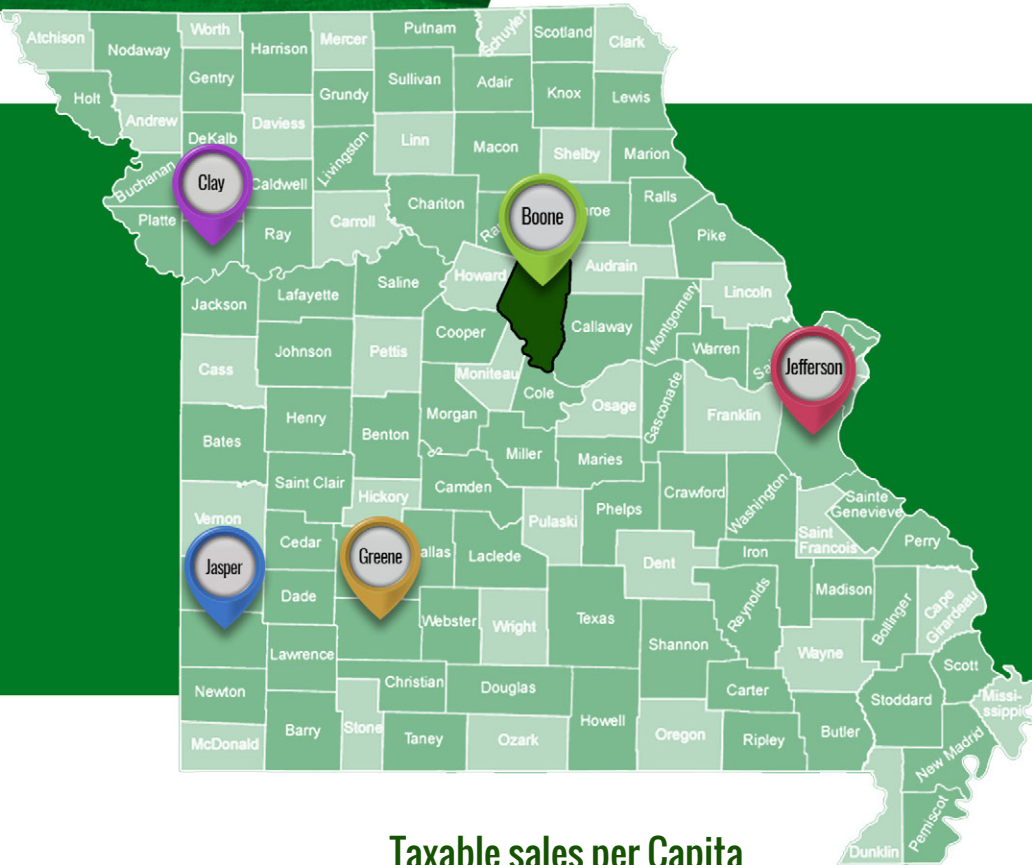 Atchison
Nodaway
Worth
Harrison
Mercer
Putnam
Schuyler
Scotland
Clark
Gentry
Sullivan
Adair
Knox
Lewis
Holt
Grundy
Andrew
Daviess
DeKalb
Livingston
Linn
Macon
Shelby
Marion
Buchanan
Clay
Caldwell
Chariton
Ralls
Platte
Ray
Carroll
Boone
Pike
Howard
Audrain
Saline
Lafayette
Jackson
Lincoln
Cooper
Callaway
Montgomery
Johnson
Pettis
Warren
Cass
Moniteau
Jefferson
Cole
Osage
Gasconade
Franklin
Henry
Morgan
Bates
Benton
Miller
Maries
Saint Clair
Hickory
Camden
Crawford
Washington
Sainte
Genevieve
Vernon
Pulaski
Phelps
Saint
Francois
Perry
Cedar
Jasper
Greene
allas
Laclede
Dent
Iron
Dade
Reynolds
Madison
Bollinger
Cape
Girardeau
Webster
Wright
Texas
Shannon
Wayne
Lawrence
Scott
Newton
Christian
Douglas
Carter
Stoddard
Missi-
ssippi
Barry
Stone
Howell
McDonald
Taney
Ozark
Oregon
Ripley
Butler
New Madrid
Pemiscot
Dunklin
Taxable sales per Capita